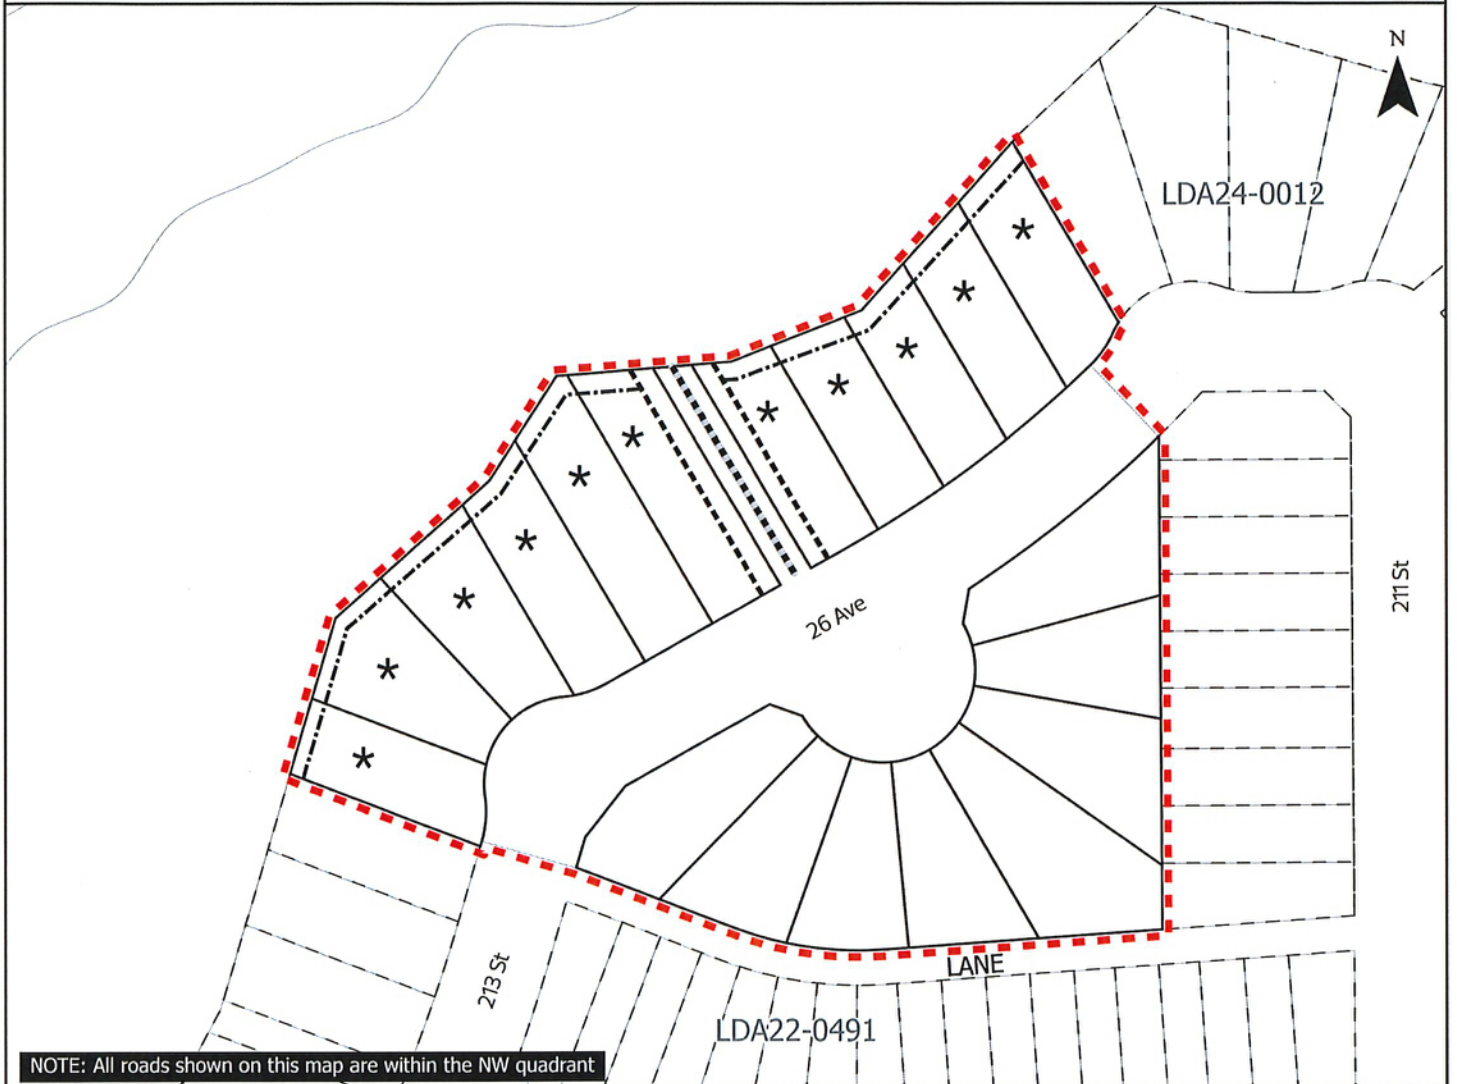 N
LDA24-0012
*
*
*
*
*
*
*
*
*
*
*
211 St
26 Ave
LANE
213 St
LDA22-0491
NOTE: All roads shown on this map are within the NW quadrant